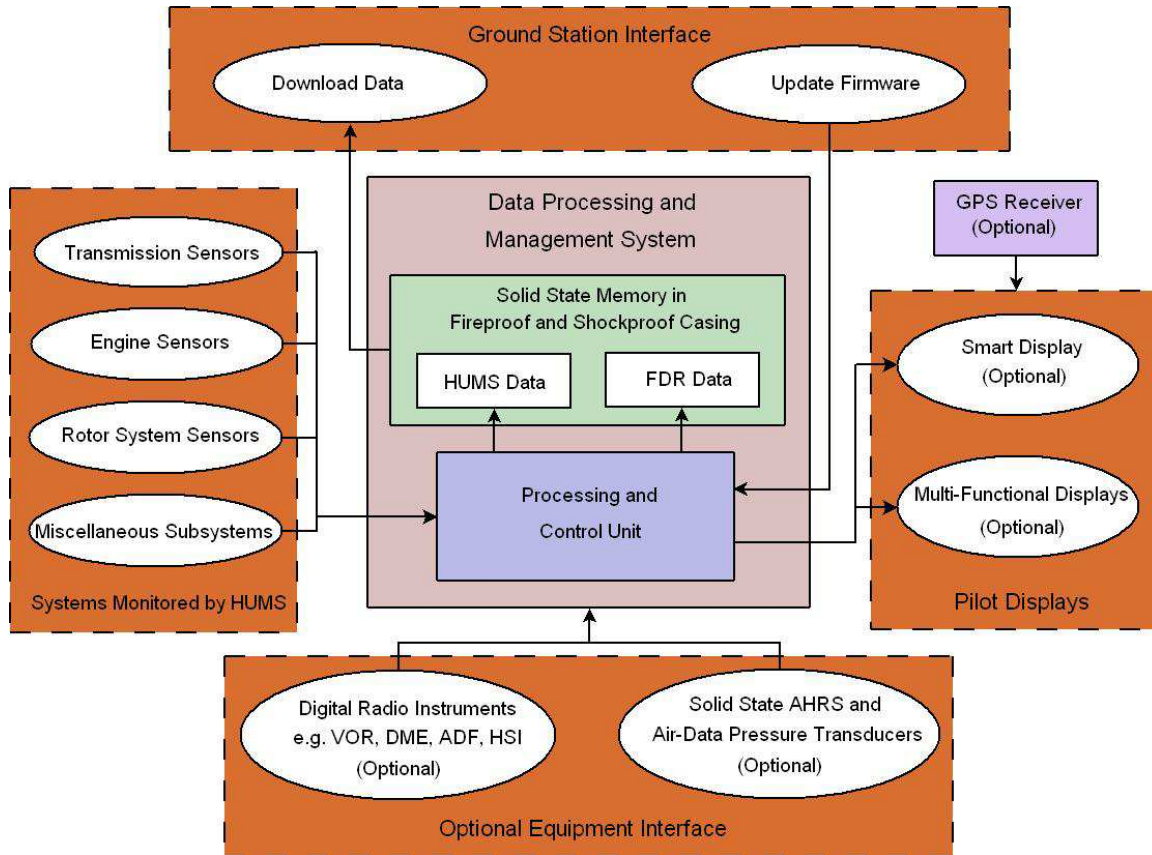 Ground Station Interface
Download Data
Update Firmware
Data Processing and
Management System
GPS Receiver
(Optional)
Transmission Sensors
Engine Sensors
Rotor System Sensors
Miscellaneous Subsystems
Systems Monitored by HUMS
Solid State Memory in
Fireproof and Shockproof Casing
HUMS Data
FDR Data
Processing and
Control Unit
Smart Display
(Optional)
Multi-Functional Displays
(Optional)
Pilot Displays
Digital Radio Instruments
e.g. VOR, DME, ADF, HSI
(Optional)
Solid State AHRS and
Air-Data Pressure Transducers
(Optional)
Optional Equipment Interface